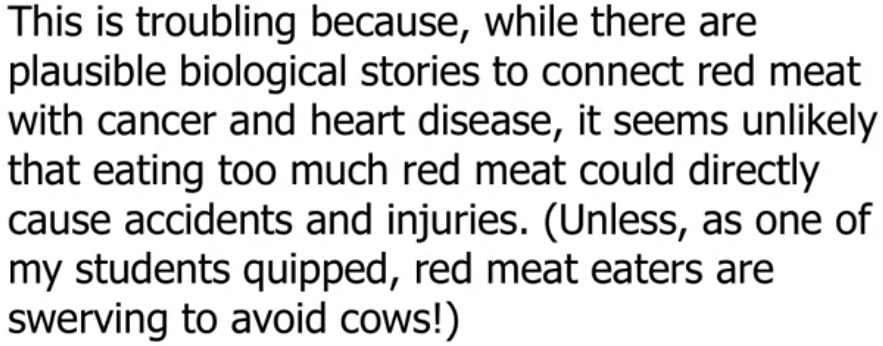 This is troubling because, while there are
plausible biological stories to connect red meat
with cancer and heart disease, it seems unlikely
that eating too much red meat could directly
cause accidents and injuries. (Unless, as one of
my students quipped, red meat eaters are
swerving to avoid cows!)